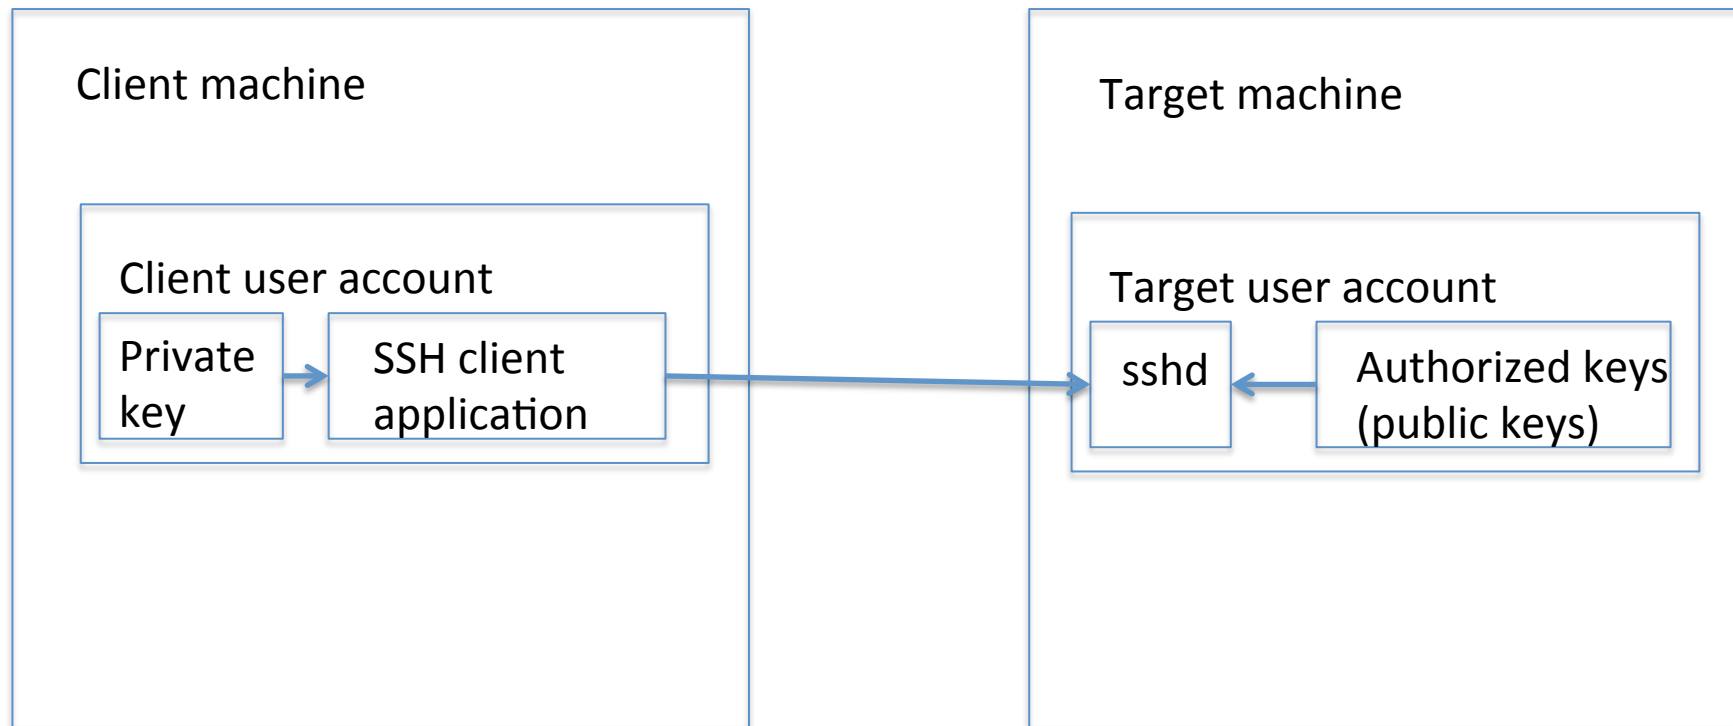 Client machine
Client user account
Private
key
SSH client
application
Target machine
Target user account
sshd
Authorized keys
(public keys)